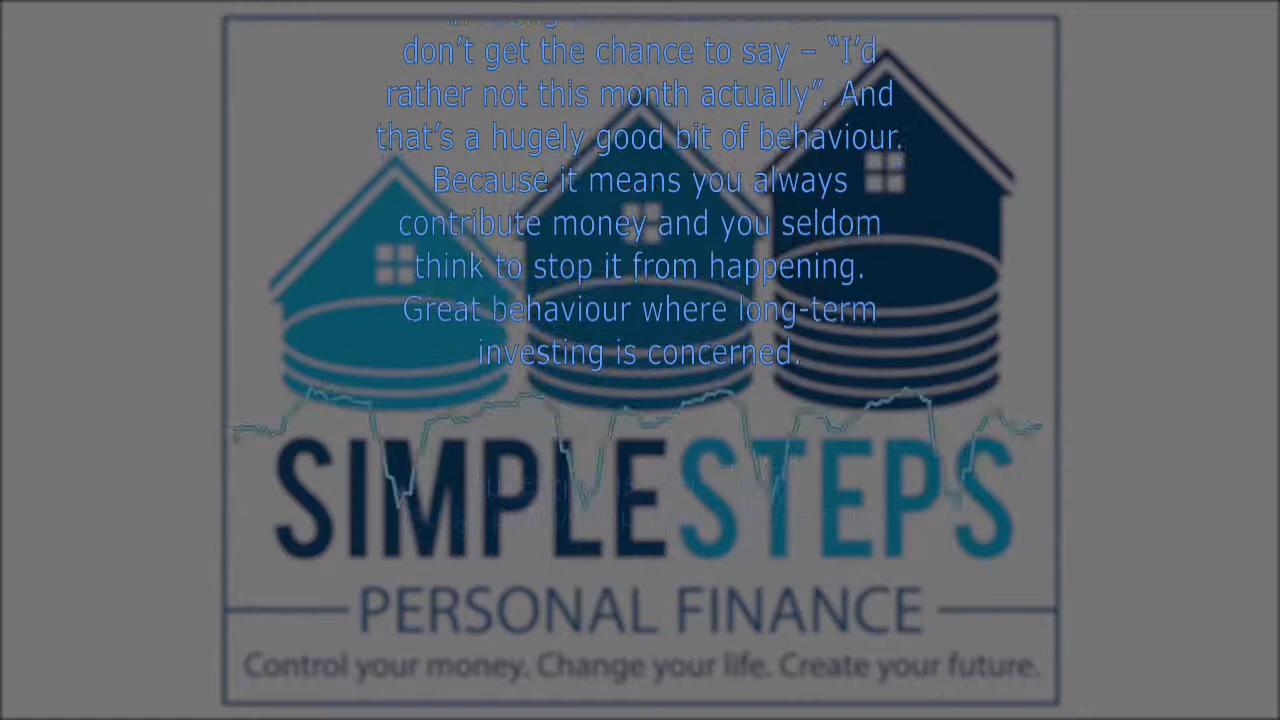 don’t get the chance to say – “I’d
rather not this month actually”. And
that’s a hugely good bit of behaviour.
Because it means you always
contribute money and you seldom
think to stop it from happening.
Great behaviour where long-term
investing is concerned.
SIMPLESTEPS
PERSONAL FINANCE
Control your money. Change your life. Create your future.